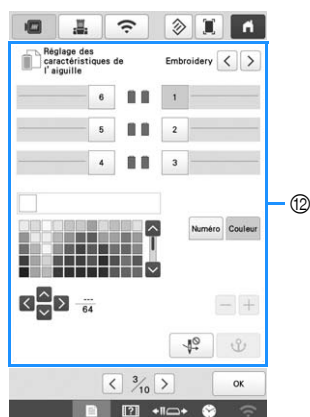 Réglage des
caractéristiques de
l'aiguille
Embroidery < >
6 1
5 2
4 3
⑫
Numéro Couleur
---
64
- +
< 3/10 > OK